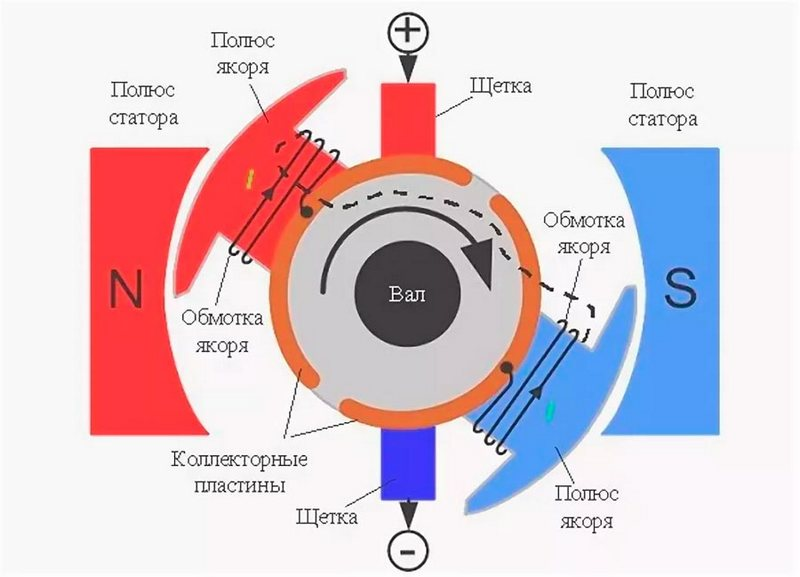 +
Полюс
якоря
Щетка
Полюс
статора
Полюс
статора
Обмотка
якоря
N
Вал
S
Обмотка
якоря
Коллекторные
пластины
Щетка
Полюс
якоря
-